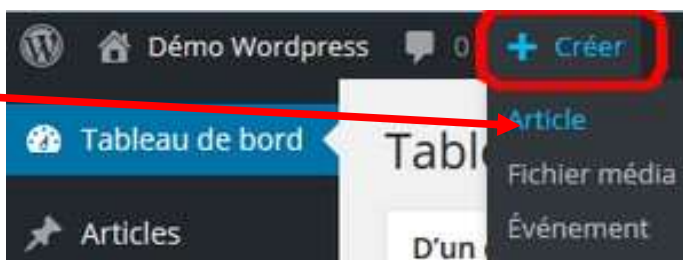 Démo Wordpress 0 + Créer
Article
Tableau de bord
Fichier média
Articles
Événement
D'un